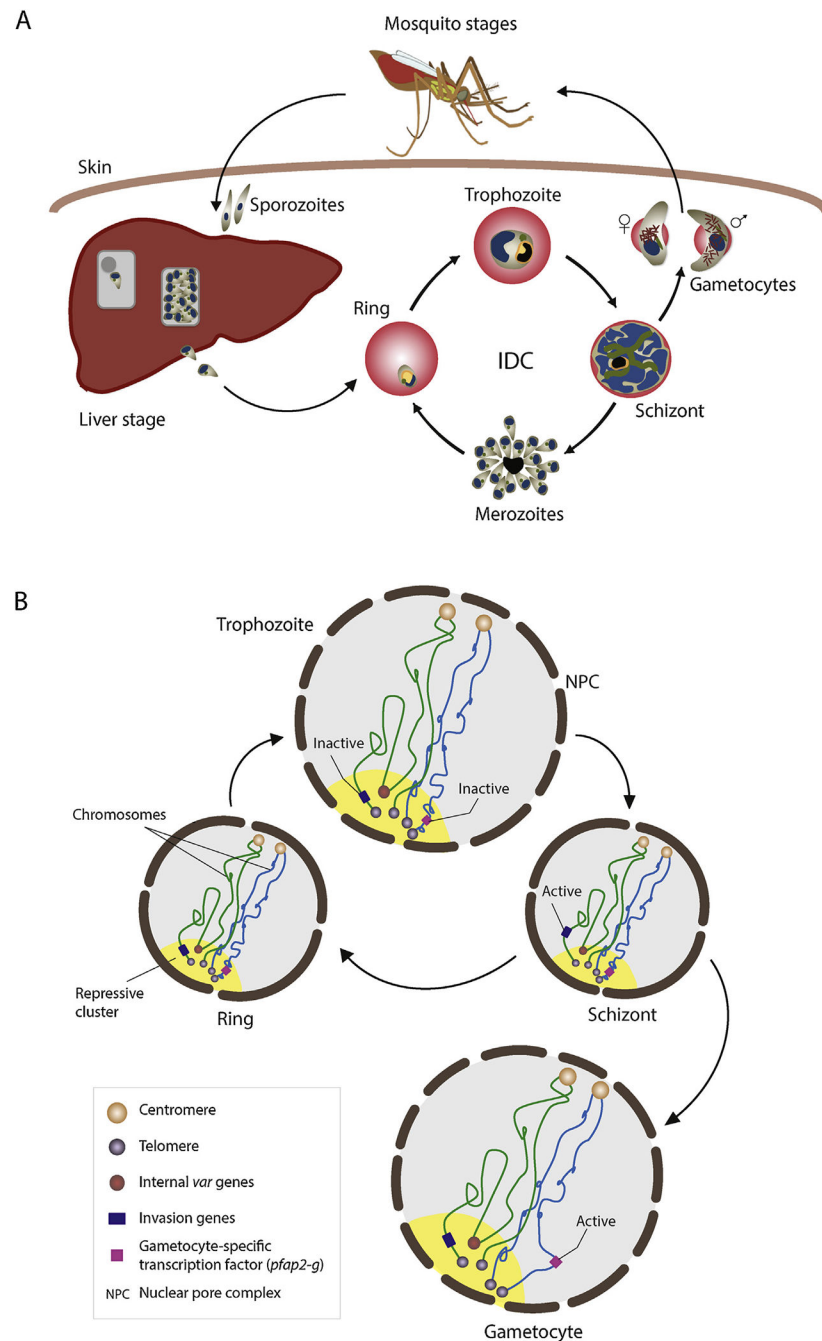 A
Mosquito stages
Skin
Sporozoites
Trophozoite
♀
♂
Gametocytes
Ring
IDC
Liver stage
Schizont
Merozoites
B
Trophozoite
NPC
Inactive
Inactive
Chromosomes
Active
Repressive
cluster
Ring
Schizont
Centromere
Telomere
Internal var genes
Invasion genes
Gametocyte-specific
transcription factor (pfap2-g)
NPC Nuclear pore complex
Active
Gametocyte